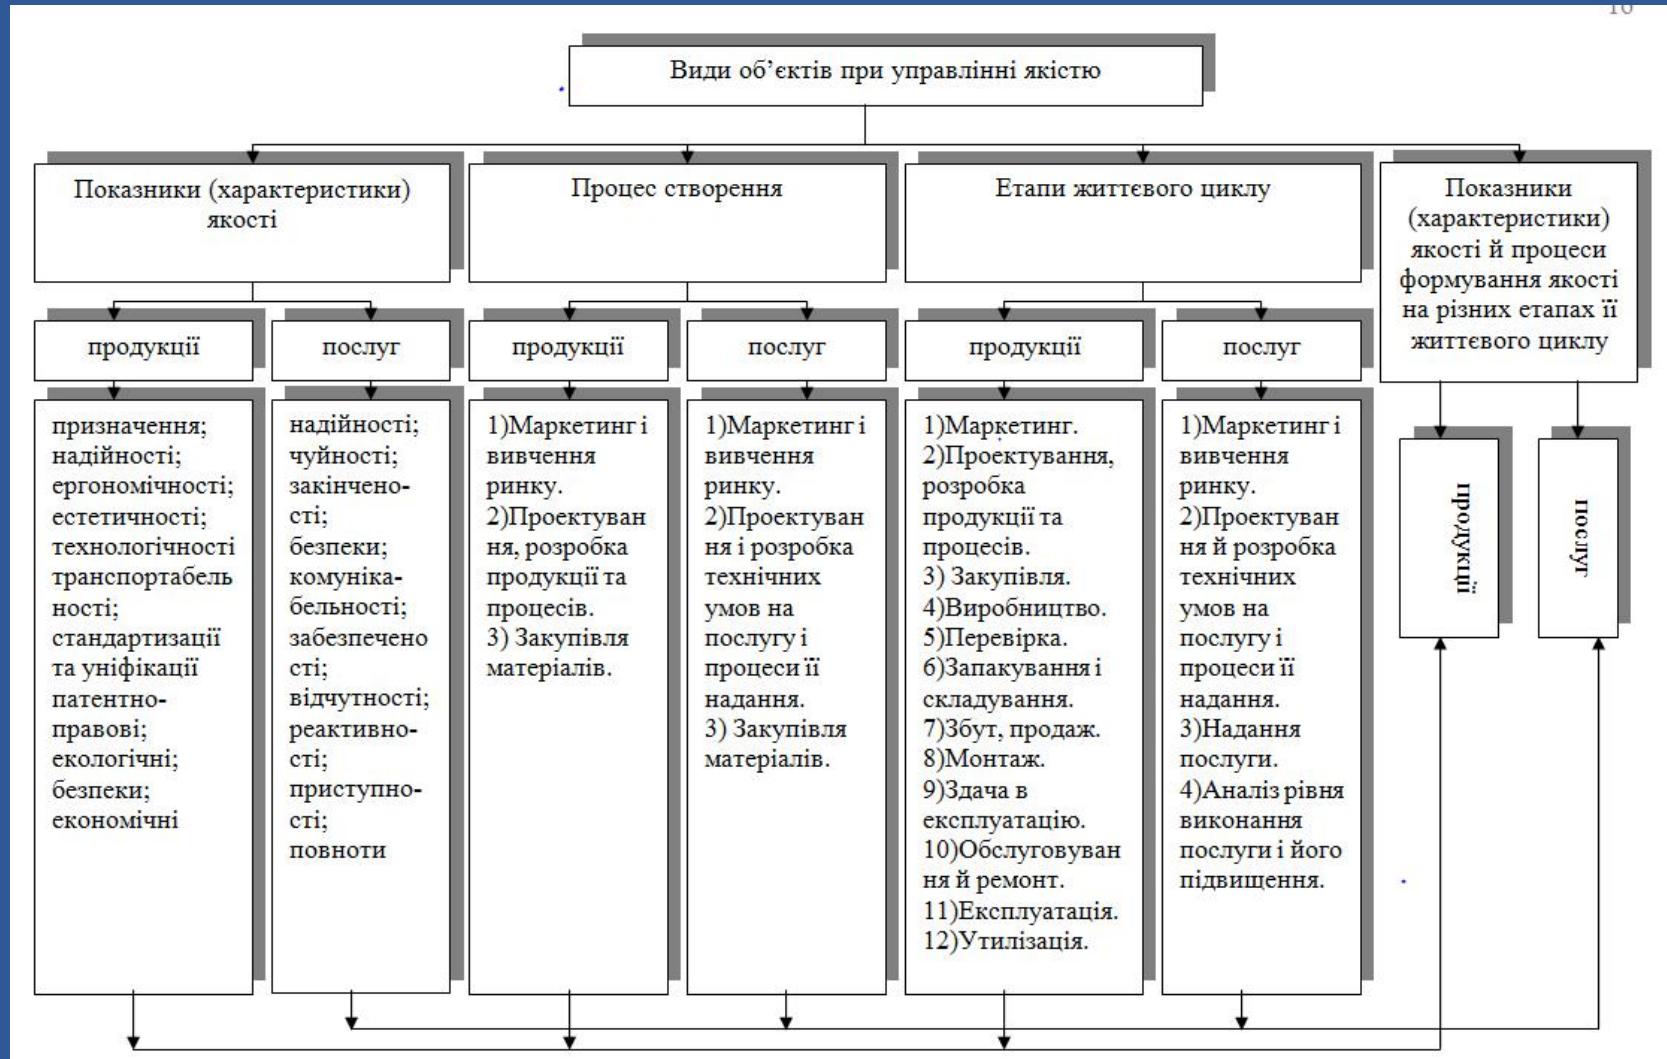 16
Види об’єктів при управлінні якістю
Показники (характеристики)
якості
Процес створення
Етапи життєвого циклу
Показники
(характеристики)
якості й процеси
формування якості
на різних етапах її
життєвого циклу
продукції
послуг
продукції
послуг
продукції
послуг
призначення;
надійності;
ергономічності;
естетичності;
технологічності
транспортабель
ності;
стандартизації
та уніфікації
патентно-
правові;
екологічні;
безпеки;
економічні
надійності;
чуйності;
закінчено-
сті;
безпеки;
комуніка-
бельності;
забезпечено
сті;
відчутності;
реактивно-
сті;
приступно-
сті;
повноти
1)Маркетинг і
вивчення
ринку.
2)Проектуван
ня, розробка
продукції та
процесів.
3) Закупівля
матеріалів.
1)Маркетинг і
вивчення
ринку.
2)Проектуван
ня і розробка
технічних
умов на
послугу і
процеси її
надання.
3) Закупівля
матеріалів.
1)Маркетинг.
2)Проектування,
розробка
продукції та
процесів.
3) Закупівля.
4)Виробництво.
5)Перевірка.
6)Запакування і
складування.
7)Збут, продаж.
8)Монтаж.
9)Здача в
експлуатацію.
10)Обслуговуван
ня й ремонт.
11)Експлуатація.
12)Утилізація.
1)Маркетинг і
вивчення
ринку.
2)Проектуван
ня й розробка
технічних
умов на
послугу і
процеси її
надання.
3)Надання
послуги.
4)Аналіз рівня
виконання
послуги і його
підвищення.
продукції
послуг